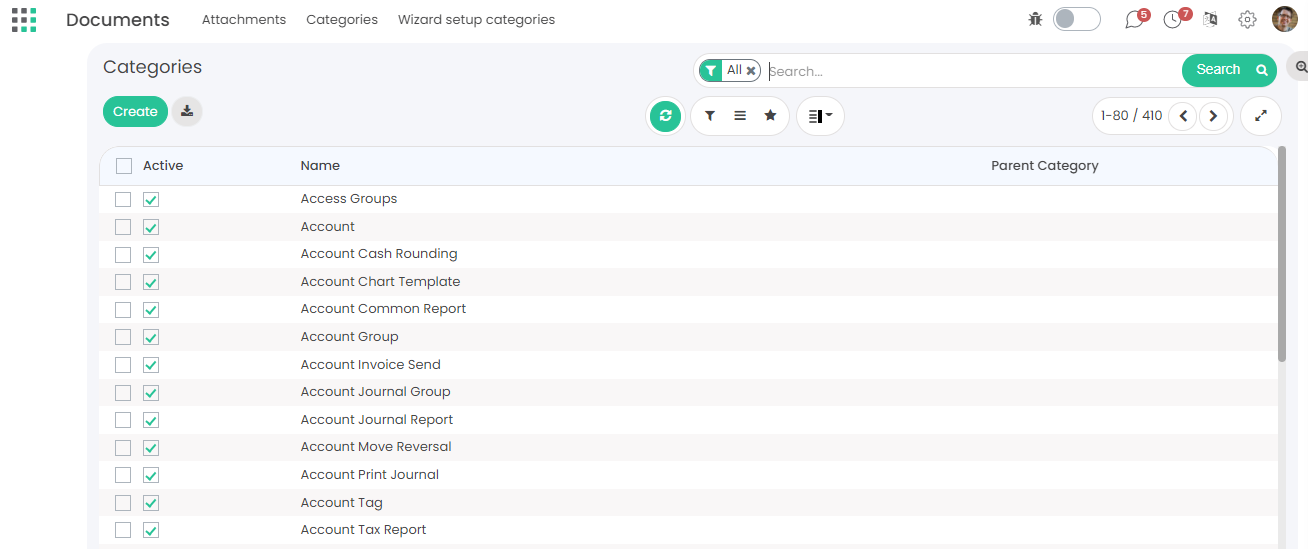 Documents Attachments Categories Wizard setup categories 5 7
Categories
All Search... Search
Create
1-80 / 410
Active Name Parent Category
Access Groups
Account
Account Cash Rounding
Account Chart Template
Account Common Report
Account Group
Account Invoice Send
Account Journal Group
Account Journal Report
Account Move Reversal
Account Print Journal
Account Tag
Account Tax Report